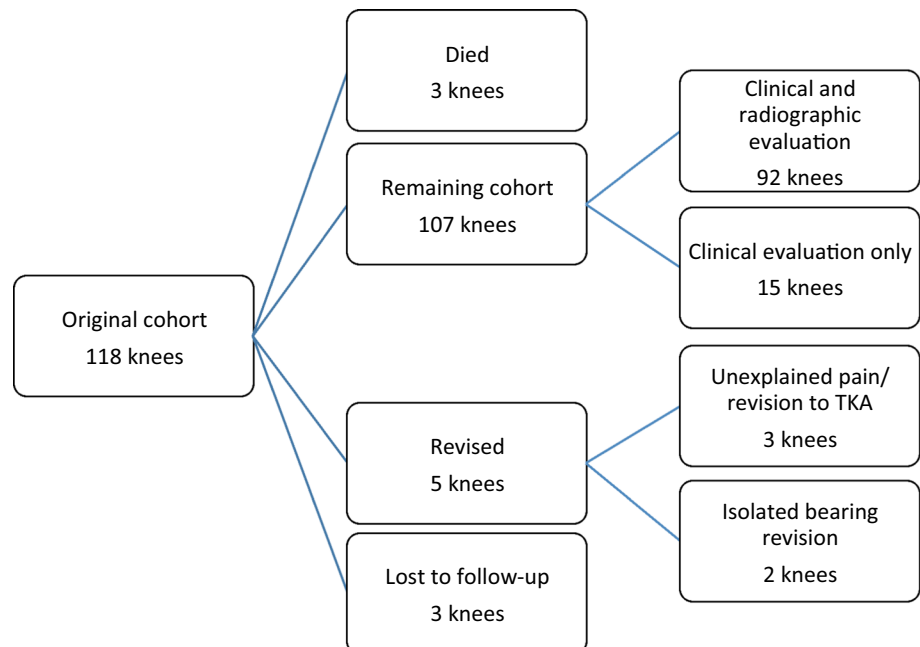 Original cohort
118 knees
Died
3 knees
Remaining cohort
107 knees
Revised
5 knees
Lost to follow-up
3 knees
Clinical and
radiographic
evaluation
92 knees
Clinical evaluation only
15 knees
Unexplained pain/
revision to TKA
3 knees
Isolated bearing
revision
2 knees